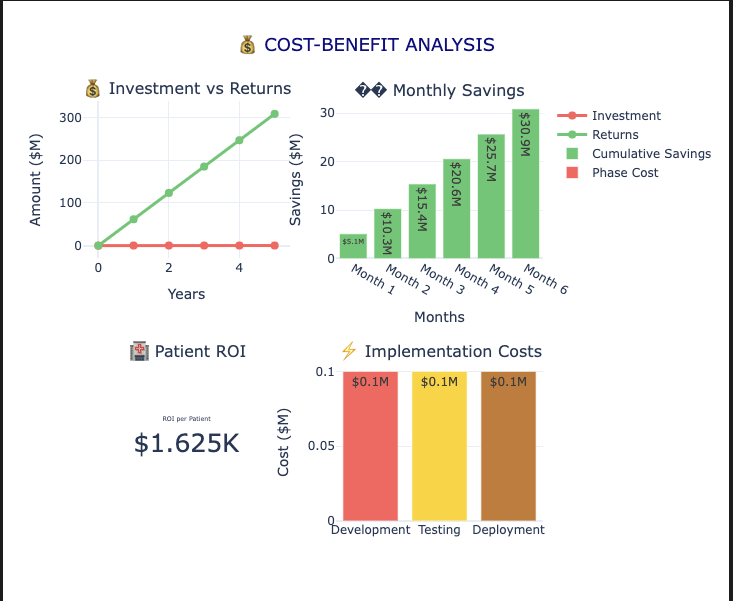 💰 COST-BENEFIT ANALYSIS
💰 Investment vs Returns
Amount ($M)
300
200
100
0
0 2 4
Years
�� Monthly Savings
Savings ($M)
30
20
10
0
$5.1M
$10.3M
$15.4M
$20.6M
$25.7M
$30.9M
Month 1
Month 2
Month 3
Month 4
Month 5
Month 6
Months
Investment
Returns
Cumulative Savings
Phase Cost
🏥 Patient ROI
ROI per Patient
$1.625K
⚡ Implementation Costs
Cost ($M)
0.1
0.05
0
$0.1M $0.1M $0.1M
Development Testing Deployment